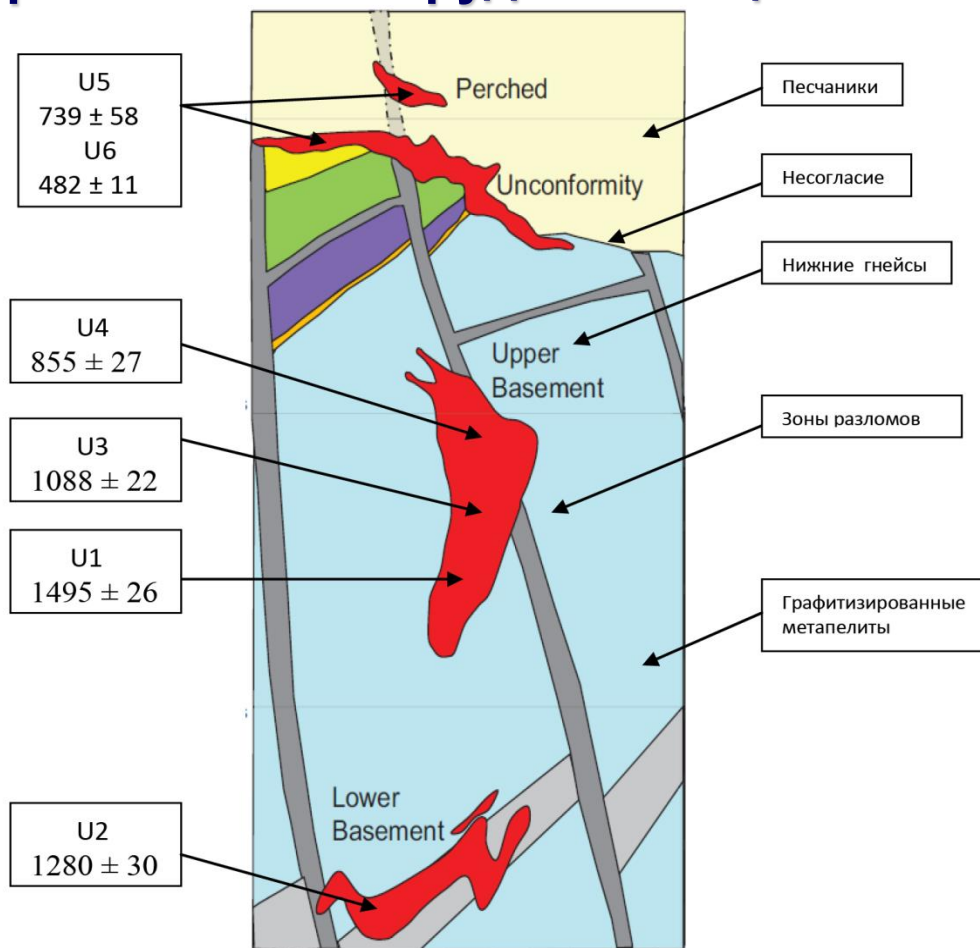 U5
739 ± 58
U6
482 ± 11
U4
855 ± 27
U3
1088 ± 22
U1
1495 ± 26
U2
1280 ± 30
Perched
Unconformity
Upper
Basement
Lower
Basement
Песчаники
Несогласие
Нижние гнейсы
Зоны разломов
Графитизированные
метапелиты